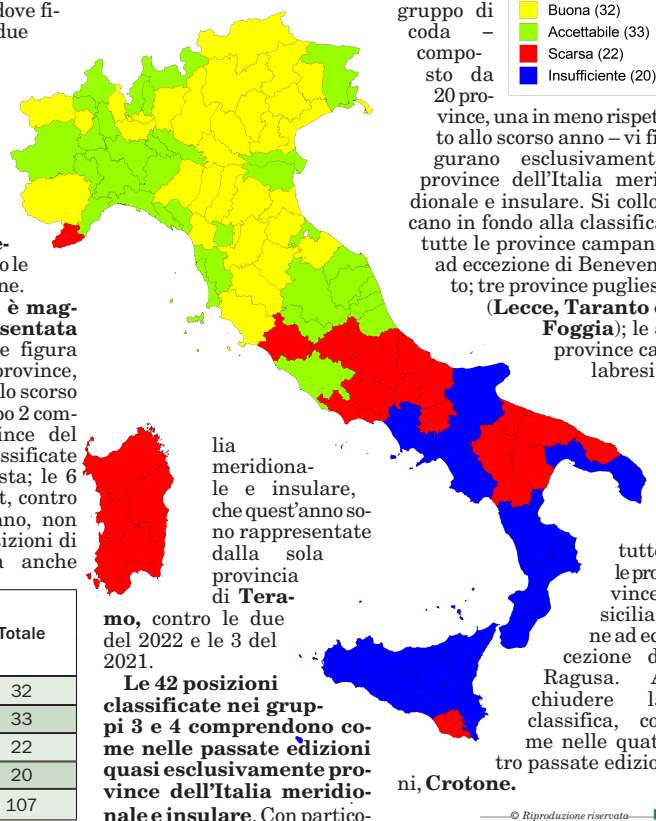 dove fi-
due
e-
o le
ne.
è mag-
sentata
e figura
province,
lo scorso
po 2 com-
ince del
assificate
sta; le 6
t, contro
nno, non
sizioni di
a anche
Totale
32
33
22
20
107
lia
meridiona-
le e insulare,
che quest'anno so-
no rappresentate
dalla sola
provincia
di Tera-
mo, contro le due
del 2022 e le 3 del
2021.
Le 42 posizioni
classificate nei grup-
pi 3 e 4 comprendono co-
me nelle passate edizioni
quasi esclusivamente pro-
vince dell'Italia meridio-
nale e insulare. Con partico-
Buona (32)
Accettabile (33)
Scarsa (22)
Insufficiente (20)
gruppo di
coda –
compo-
sto da
20 pro-
vince, una in meno rispet
to allo scorso anno – vi fi
gurano esclusivament
province dell'Italia meri
dionale e insulare. Si collo
cano in fondo alla classifica
tutte le province campan
ad eccezione di Beneven
to; tre province puglies
(Lecce, Taranto e
Foggia); le
province ca
labresi
tutte
le pro
vince
sicilia
ne ad ec
cezione d
Ragusa. A
chiudere la
classifica, co
me nelle quat
tro passate edizio
ni, Crotone.
© Riproduzione riservata